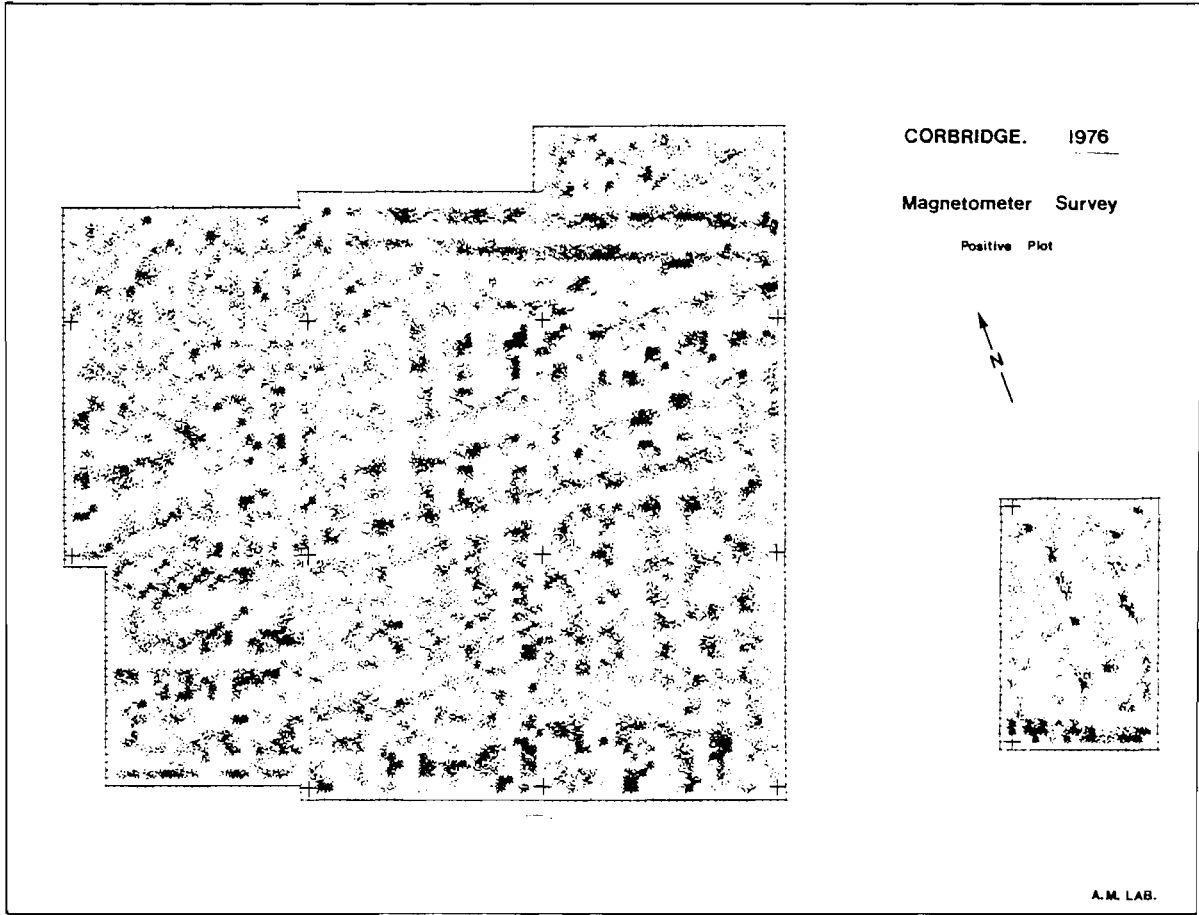 CORBRIDGE. 1976
Magnetometer Survey
Positive Plot
N
A.M. LAB.